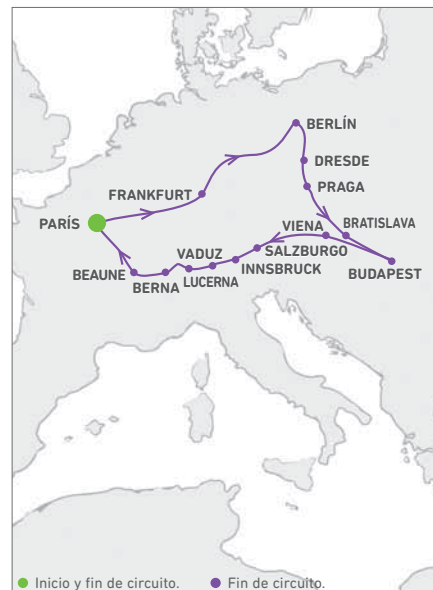 BERLÍN
DRESDE
FRANKFURT
PRAGA
PARÍS
VIENA
BRATISLAVA
SALZBURGO
VADUZ
INNSBRUCK
BUDAPEST
BEAUNE
BERNA
LUCERNA
Inicio y fin de circuito.
Fin de circuito.